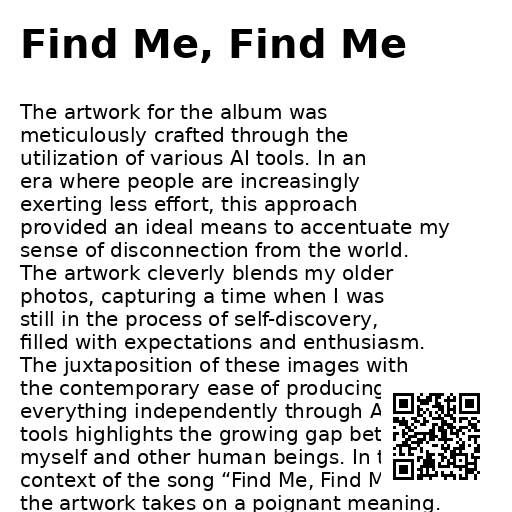 Find Me, Find Me
The artwork for the album was
meticulously crafted through the
utilization of various AI tools. In an
era where people are increasingly
exerting less effort, this approach
provided an ideal means to accentuate my
sense of disconnection from the world.
The artwork cleverly blends my older
photos, capturing a time when I was
still in the process of self-discovery,
filled with expectations and enthusiasm.
The juxtaposition of these images with
the contemporary ease of producing
everything independently through
tools highlights the growing gap
myself and other human beings. In
context of the song “Find Me, Find
the artwork takes on a poignant meaning.